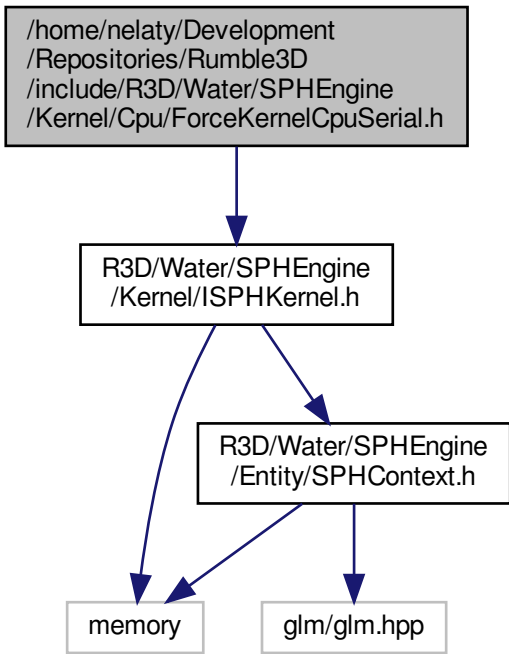 /home/nelaty/Development
/Repositories/Rumble3D
/include/R3D/Water/SPHEngine
/Kernel/Cpu/ForceKernelCpuSerial.h
R3D/Water/SPHEngine
/Kernel/ISPHKernel.h
R3D/Water/SPHEngine
/Entity/SPHContext.h
memory
glm/glm.hpp